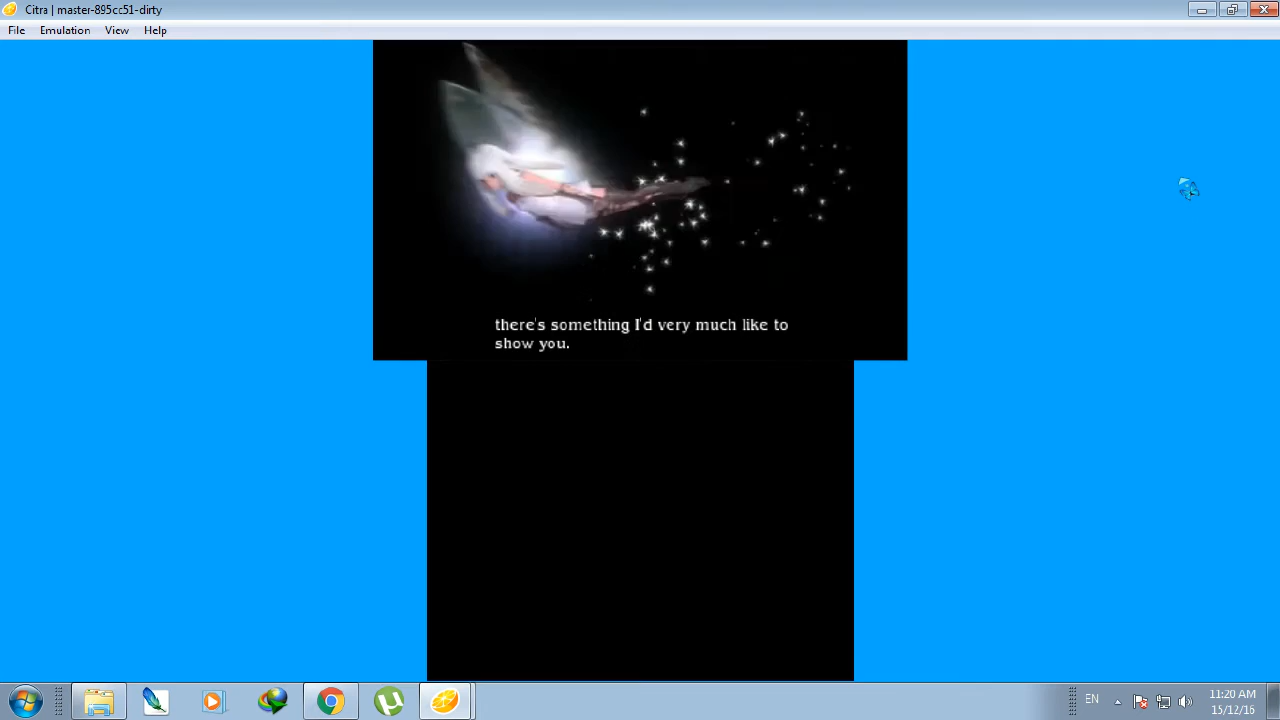 Citra | master-895cc51-dirty
File Emulation View Help
there's something I'd very much like to
show you.
EN
11:20 AM
15/12/16